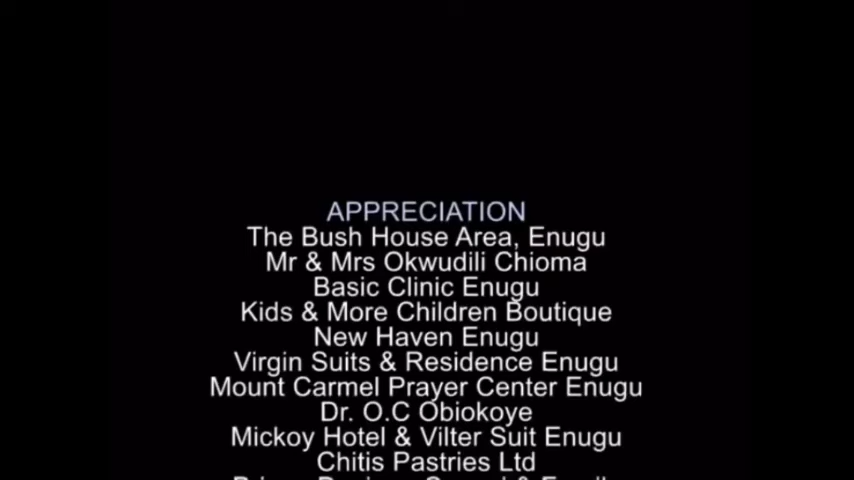 APPRECIATION
The Bush House Area, Enugu
Mr & Mrs Okwudili Chioma
Basic Clinic Enugu
Kids & More Children Boutique
New Haven Enugu
Virgin Suits & Residence Enugu
Mount Carmel Prayer Center Enugu
Dr. O.C Obiokoye
Mickoy Hotel & Vilter Suit Enugu
Chitis Pastries Ltd